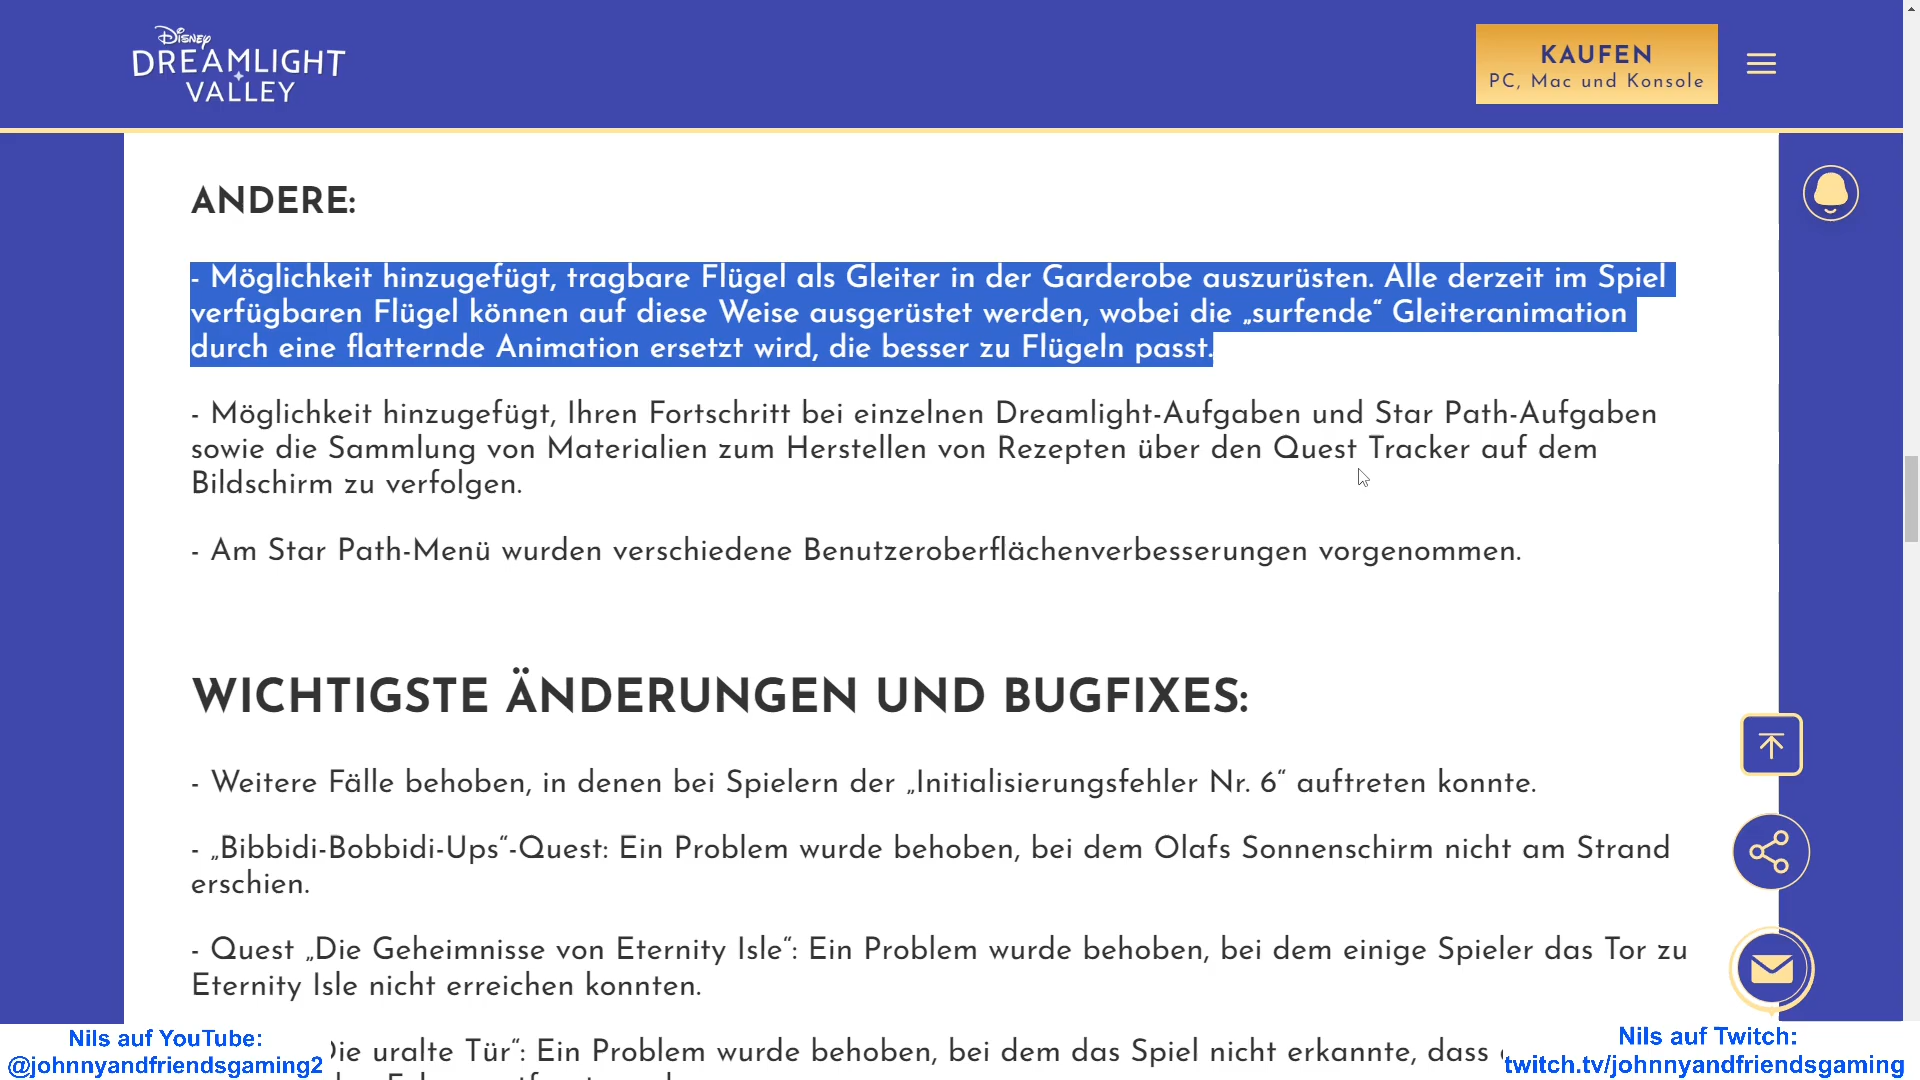 Disney
DREAMLIGHT
VALLEY
KAUFEN
PC, Mac und Konsole
ANDERE:
- Möglichkeit hinzugefügt, tragbare Flügel als Gleiter in der Garderobe auszurüsten. Alle derzeit im Spiel
verfügbaren Flügel können auf diese Weise ausgerüstet werden, wobei die „surfende“ Gleiteranimation
durch eine flatternde Animation ersetzt wird, die besser zu Flügeln passt.
- Möglichkeit hinzugefügt, Ihren Fortschritt bei einzelnen Dreamlight-Aufgaben und Star Path-Aufgaben
sowie die Sammlung von Materialien zum Herstellen von Rezepten über den Quest Tracker auf dem
Bildschirm zu verfolgen.
- Am Star Path-Menü wurden verschiedene Benutzeroberflächenverbesserungen vorgenommen.
WICHTIGSTE ÄNDERUNGEN UND BUGFIXES:
- Weitere Fälle behoben, in denen bei Spielern der „Initialisierungsfehler Nr. 6“ auftreten konnte.
- „Bibbidi-Bobbidi-Ups“-Quest: Ein Problem wurde behoben, bei dem Olafs Sonnenschirm nicht am Strand
erschien.
- Quest „Die Geheimnisse von Eternity Isle“: Ein Problem wurde behoben, bei dem einige Spieler das Tor zu
Eternity Isle nicht erreichen konnten.
Die uralte Tür“: Ein Problem wurde behoben, bei dem das Spiel nicht erkannte, dass
Nils auf YouTube:
@johnnyandfriendsgaming2
Nils auf Twitch:
twitch.tv/johnnyandfriendsgaming